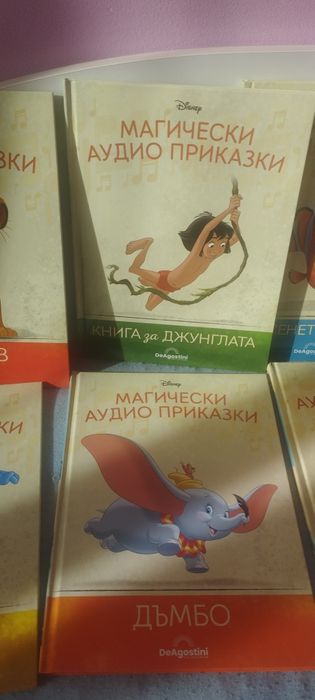 Disney
МАГИЧЕСКИ
АУДИО ПРИКАЗКИ
КНИГА за ДЖУНГЛАТА
DeAgostini
Disney
МАГИЧЕСКИ
АУДИО ПРИКАЗКИ
ДЪМБО
DeAgostini